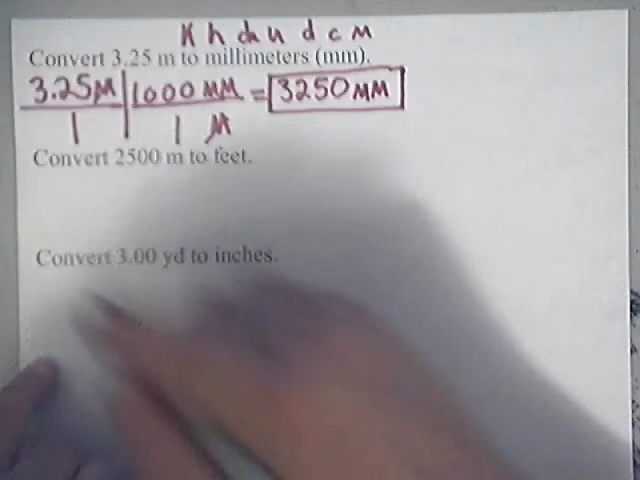 K h da u d c m
Convert 3.25 m to millimeters (mm).
3.25M 1000 MM = 3250 MM
1 1 M
Convert 2500 m to feet.
Convert 3.00 yd to inches.